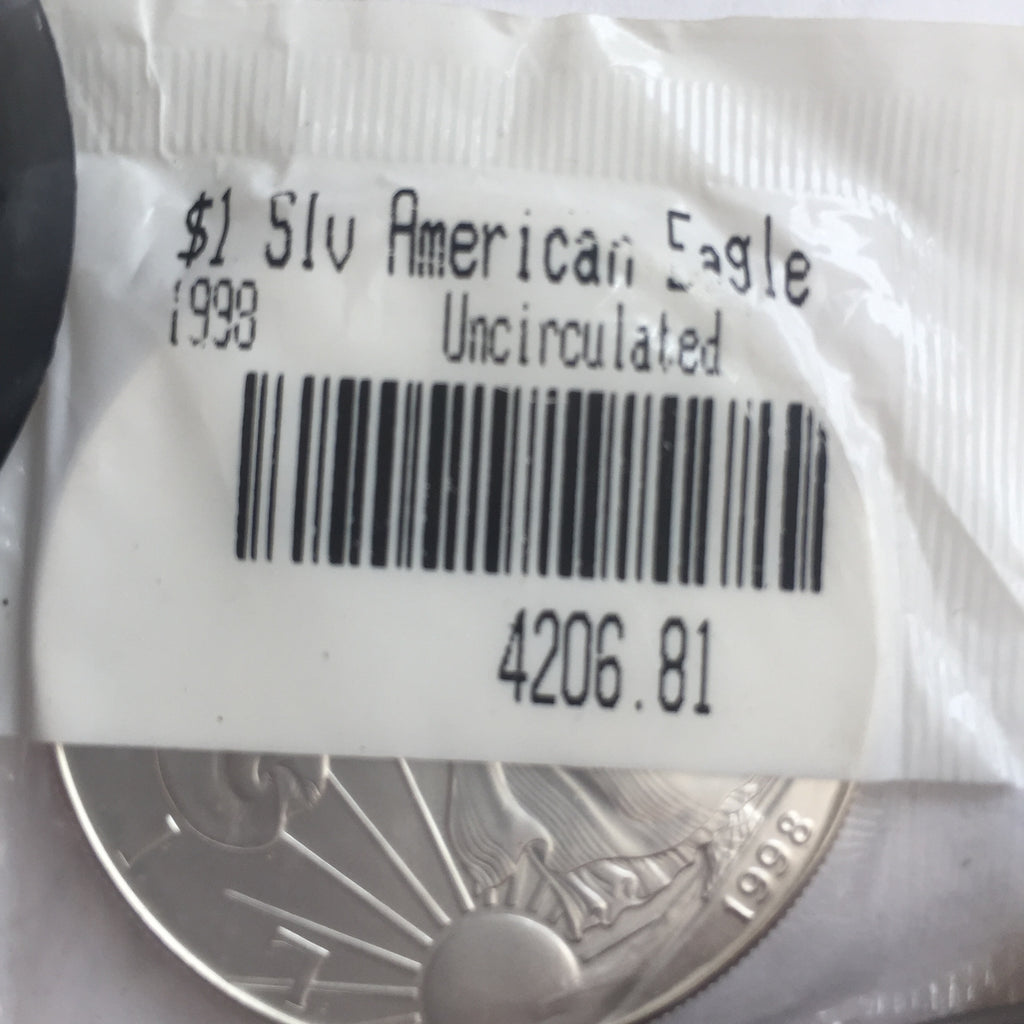 $1 Slv American Eagle
1998 Uncirculated
4206.81
1998
L